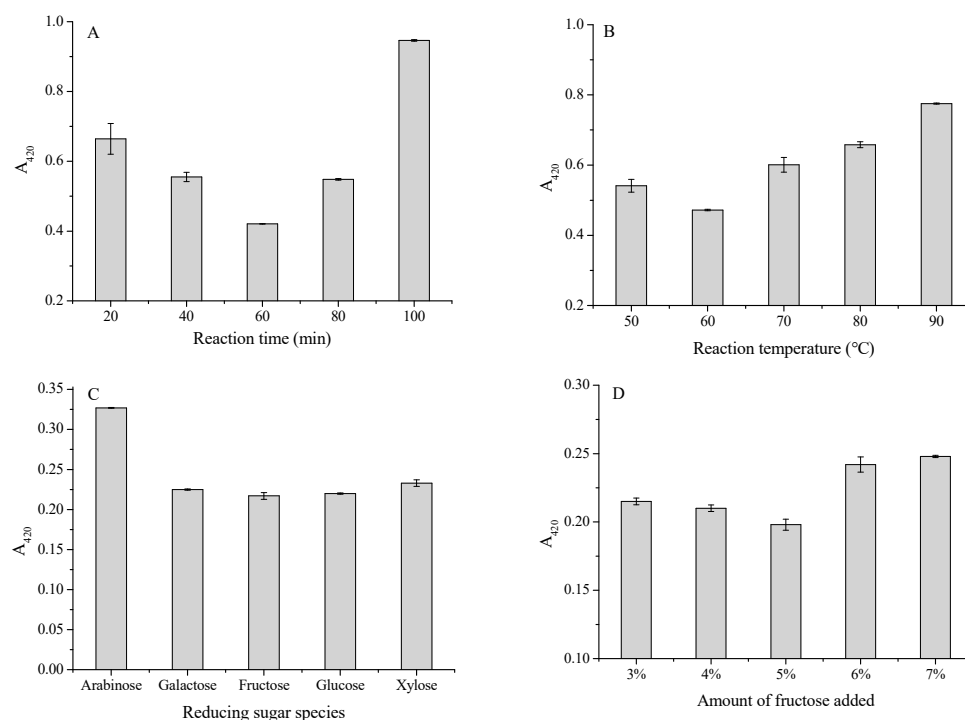 A
1.0
0.8
0.6
0.4
0.2
A420
20 40 60 80 100
Reaction time (min)
B
1.0
0.8
0.6
0.4
0.2
A420
50 60 70 80 90
Reaction temperature (°C)
C
0.35
0.30
0.25
0.20
0.15
0.10
0.05
0.00
A420
Arabinose Galactose Fructose Glucose Xylose
Reducing sugar species
D
0.30
0.25
0.20
0.15
0.10
A420
3% 4% 5% 6% 7%
Amount of fructose added